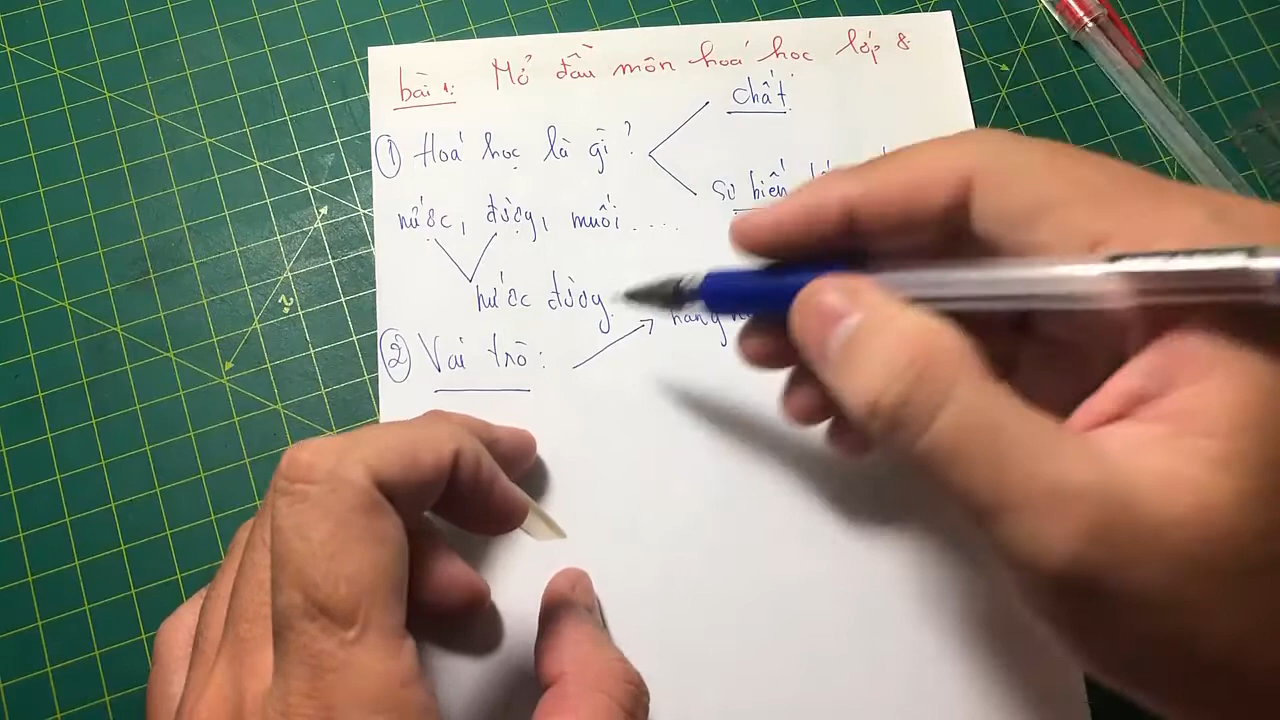 bài 1: Mở đầu môn hoá học lớp 8
chất
① Hoá học là gì?
sự biến
nước, đường, muối....
nước đường.
② Vai trò: